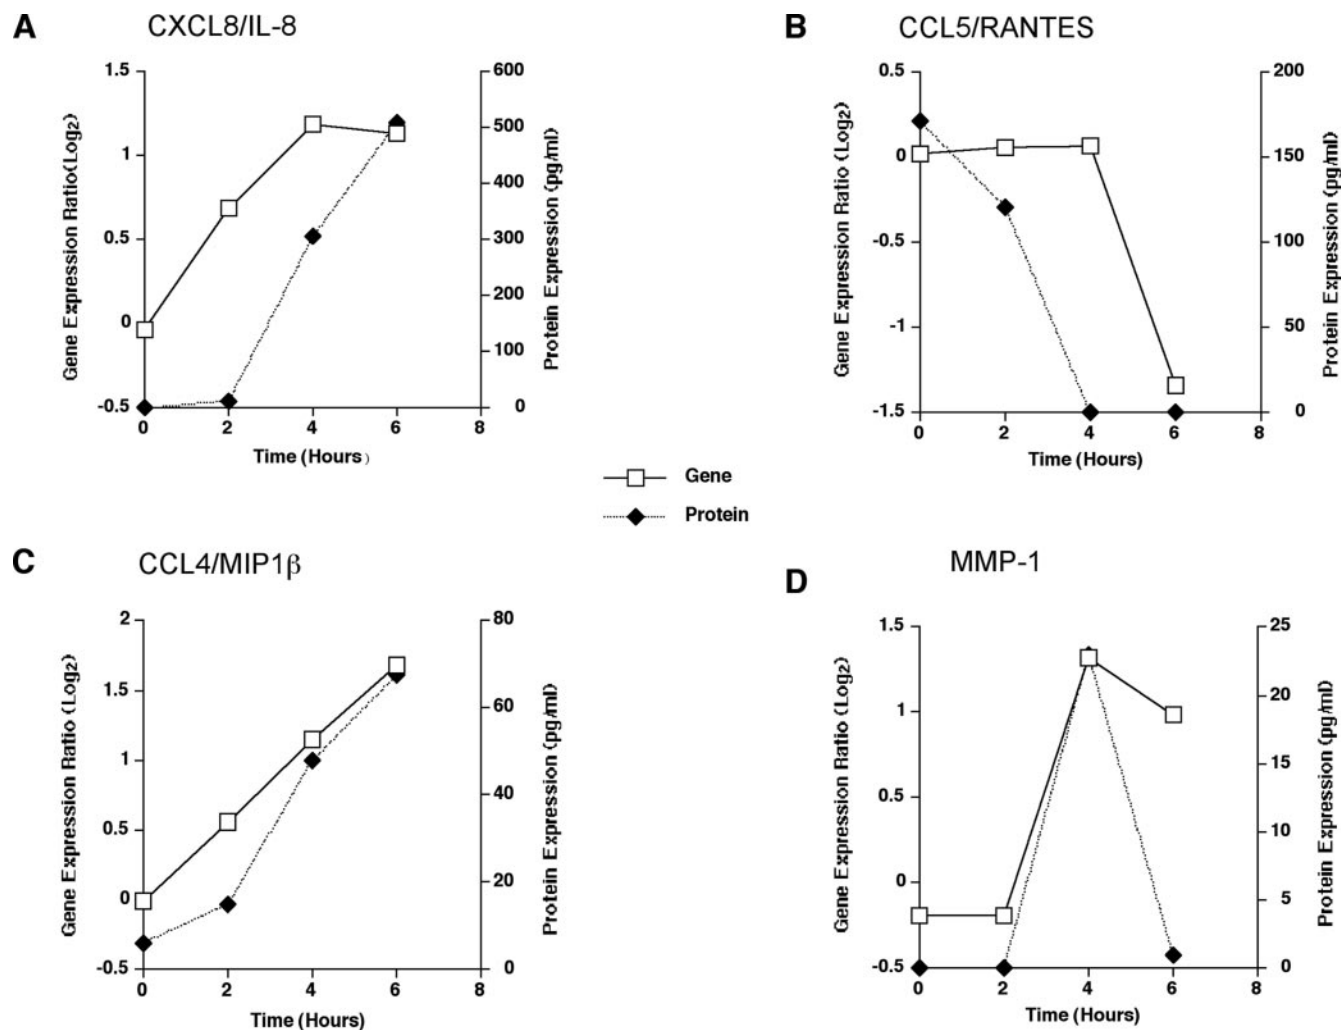 A
CXCL8/IL-8
Gene Expression Ratio(Log2)
1.5
1
0.5
0
-0.5
600
500
400
300
200
100
0
Protein Expression (pg/ml)
0 2 4 6 8
Time (Hours)
B
CCL5/RANTES
Gene Expression Ratio (Log2)
0.5
0
-0.5
-1
-1.5
200
150
100
50
0
Protein Expression (pg/ml)
0 2 4 6 8
Time (Hours)
Gene
Protein
C
CCL4/MIP1β
Gene Expression Ratio (Log2)
2
1.5
1
0.5
0
-0.5
80
60
40
20
0
Protein Expression (pg/ml)
0 2 4 6 8
Time (Hours)
D
MMP-1
Gene Expression Ratio (Log2)
1.5
1
0.5
0
-0.5
25
20
15
10
5
0
Protein Expression (pg/ml)
0 2 4 6 8
Time (Hours)